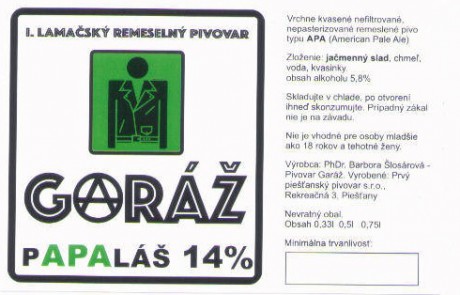 I. LAMAČSKÝ REMESELNÝ PIVOVAR
GARÁŽ
PAPALÁŠ 14%
Vrchne kvasené nefiltrované,
nepasterizované remeslené pivo
typu APA (American Pale Ale)
Zloženie: jačmenný slad, chmeľ,
voda, kvasinky.
obsah alkoholu 5,8%
Skladujte v chlade, po otvorení
ihneď skonzumujte. Prípadný zákal
nie je na závadu.
Nie je vhodné pre osoby mladšie
ako 18 rokov a tehotné ženy.
Výrobca: PhDr. Barbora Šlosárová -
Pivovar Garáž. Vyrobené: Prvý
piešťanský pivovar s.r.o.,
Rekreačná 3, Piešťany
Nevratný obal.
Obsah 0,33l 0,5l 0,75l
Minimálna trvanlivosť: